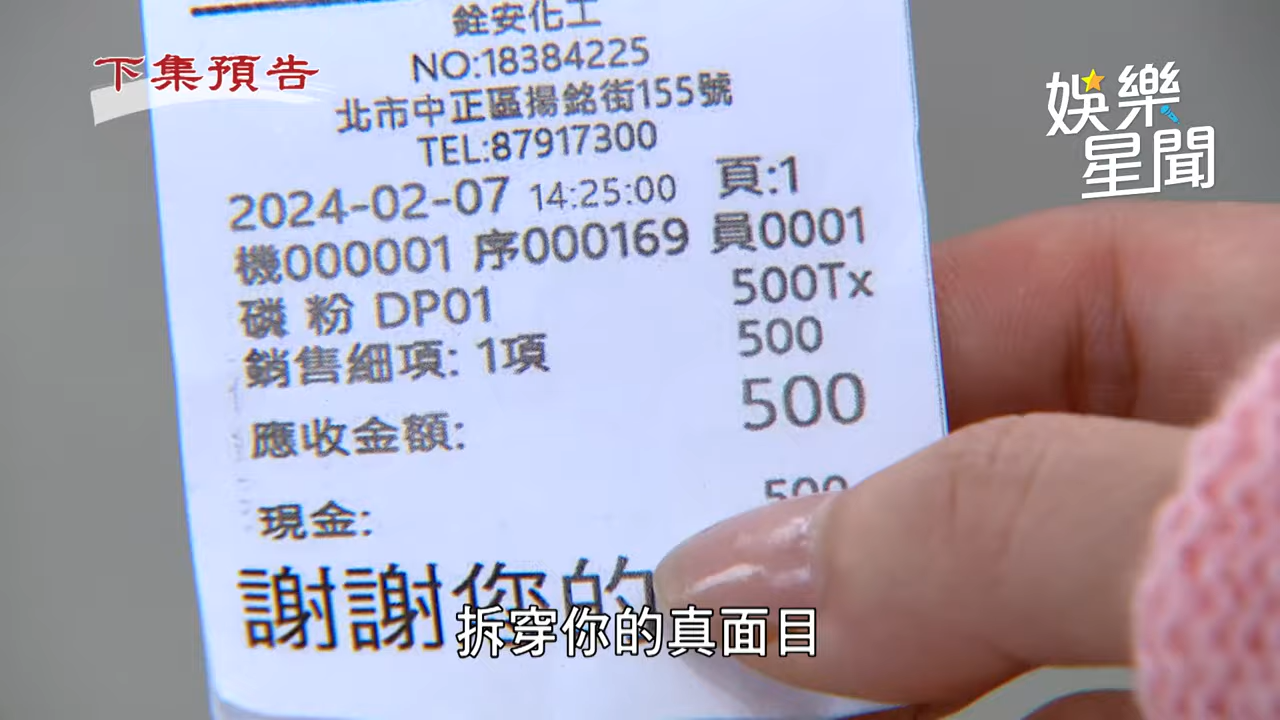 銓安化工
NO:18384225
北市中正區揚銘街155號
TEL:87917300
2024-02-07 14:25:00 頁:1
機000001 序000169 員0001
磷 粉 DP01 500Tx
銷售細項: 1項 500
應收金額: 500
現金: 500
謝謝您的
下集預告
娛樂
星聞
拆穿你的真面目